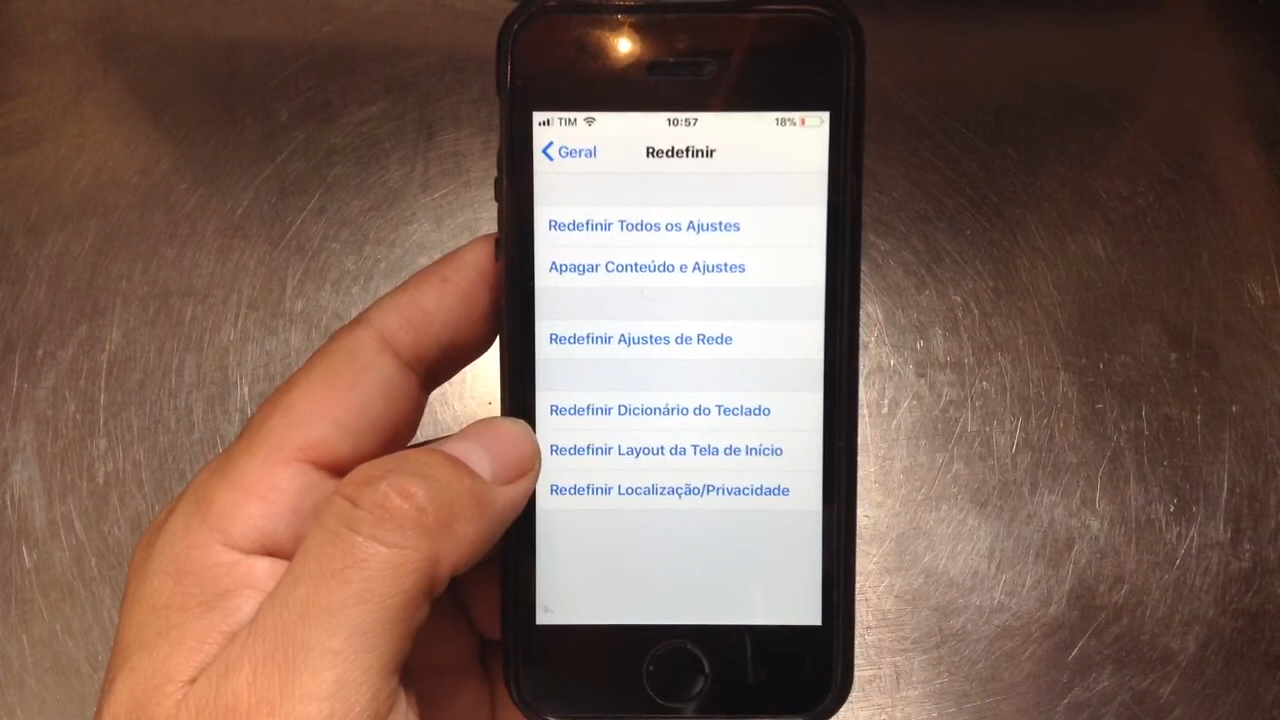 TIM 10:57 18%
Geral Redefinir
Redefinir Todos os Ajustes
Apagar Conteúdo e Ajustes
Redefinir Ajustes de Rede
Redefinir Dicionário do Teclado
Redefinir Layout da Tela de Início
Redefinir Localização/Privacidade